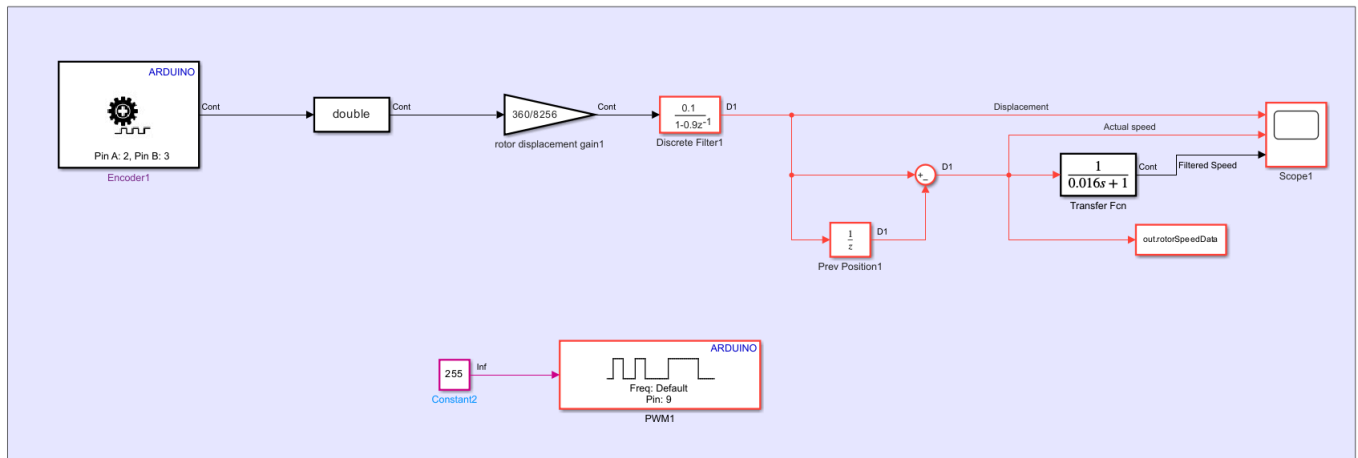 ARDUINO
Pin A: 2, Pin B: 3
Encoder1
Cont
double
Cont
360/8256
rotor displacement gain1
Cont
0.1
1-0.9z-1
Discrete Filter1
D1
Displacement
Actual speed
+
−
D1
1
z
Prev Position1
D1
1
0.016s + 1
Transfer Fcn
Cont
Filtered Speed
Scope1
out.rotorSpeedData
255
Constant2
Inf
ARDUINO
Freq: Default
Pin: 9
PWM1